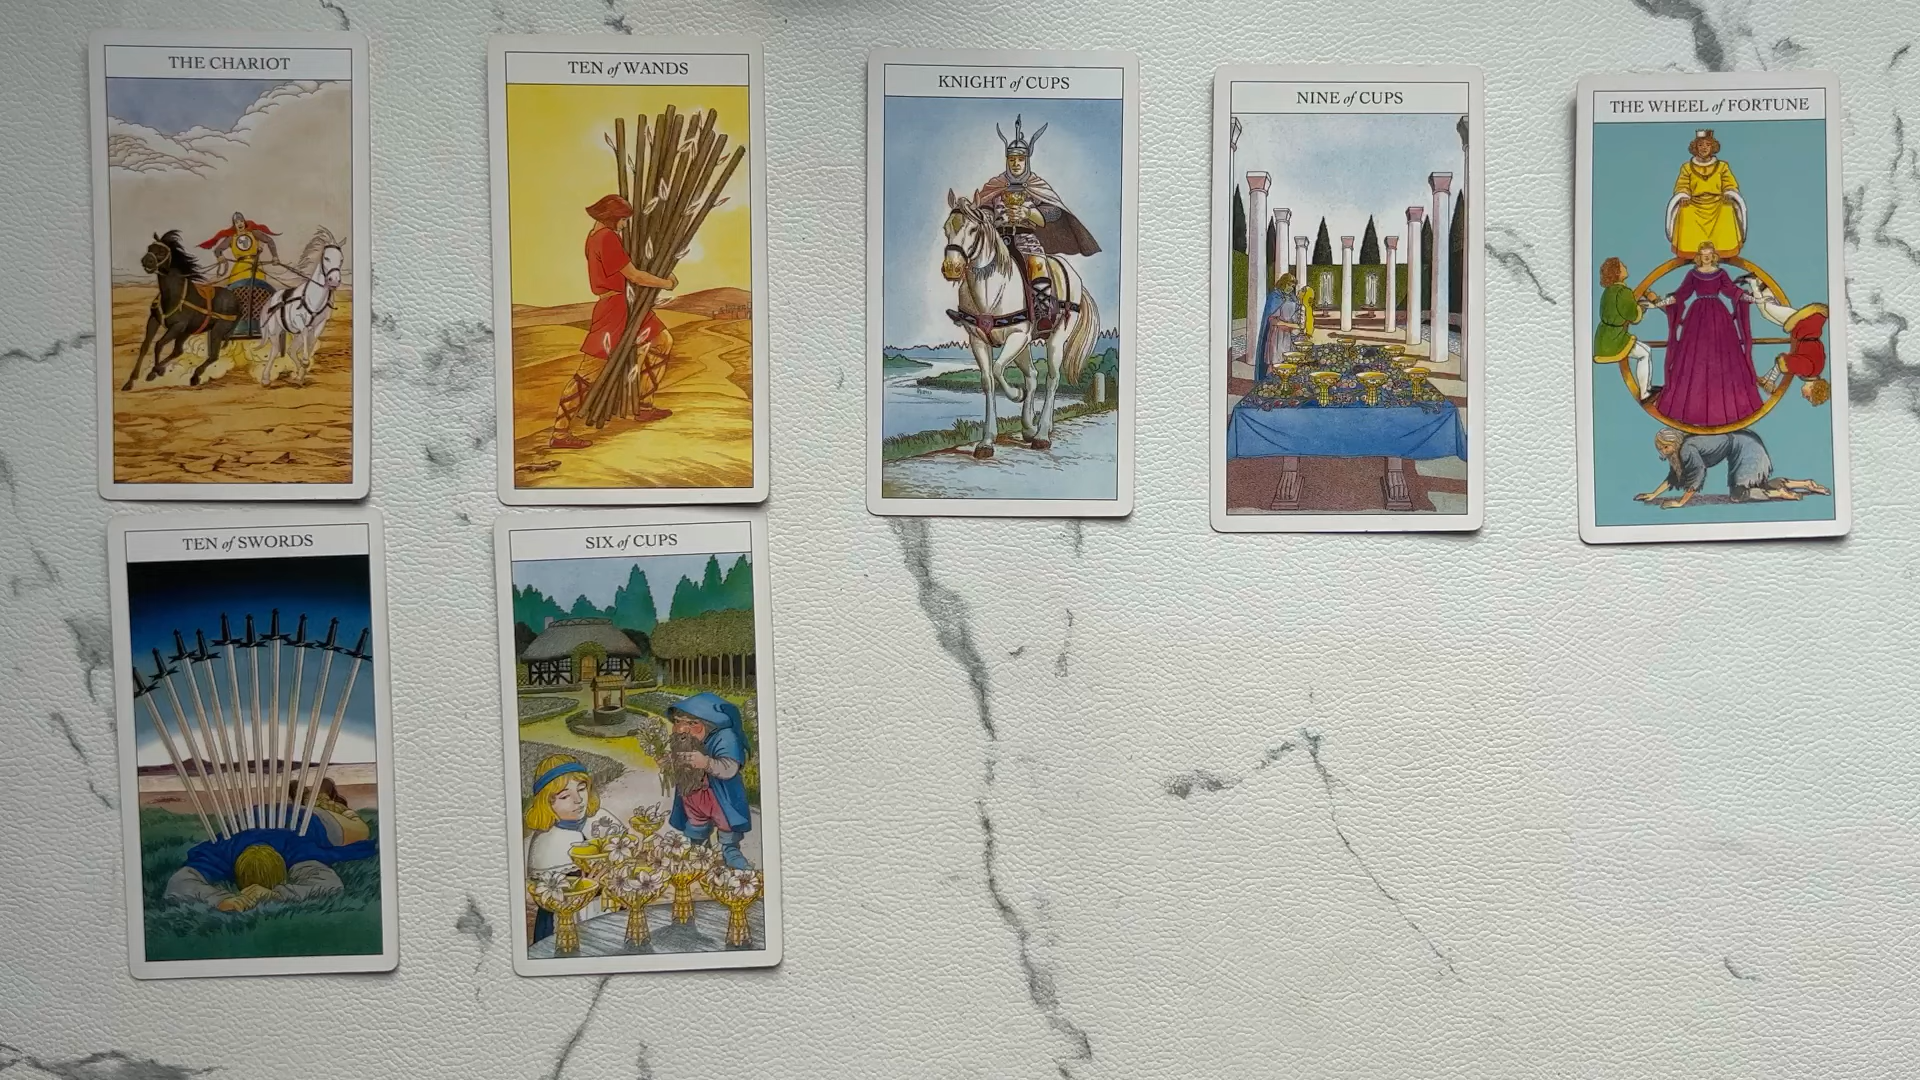 THE CHARIOT
TEN of WANDS
KNIGHT of CUPS
NINE of CUPS
THE WHEEL of FORTUNE
TEN of SWORDS
SIX of CUPS